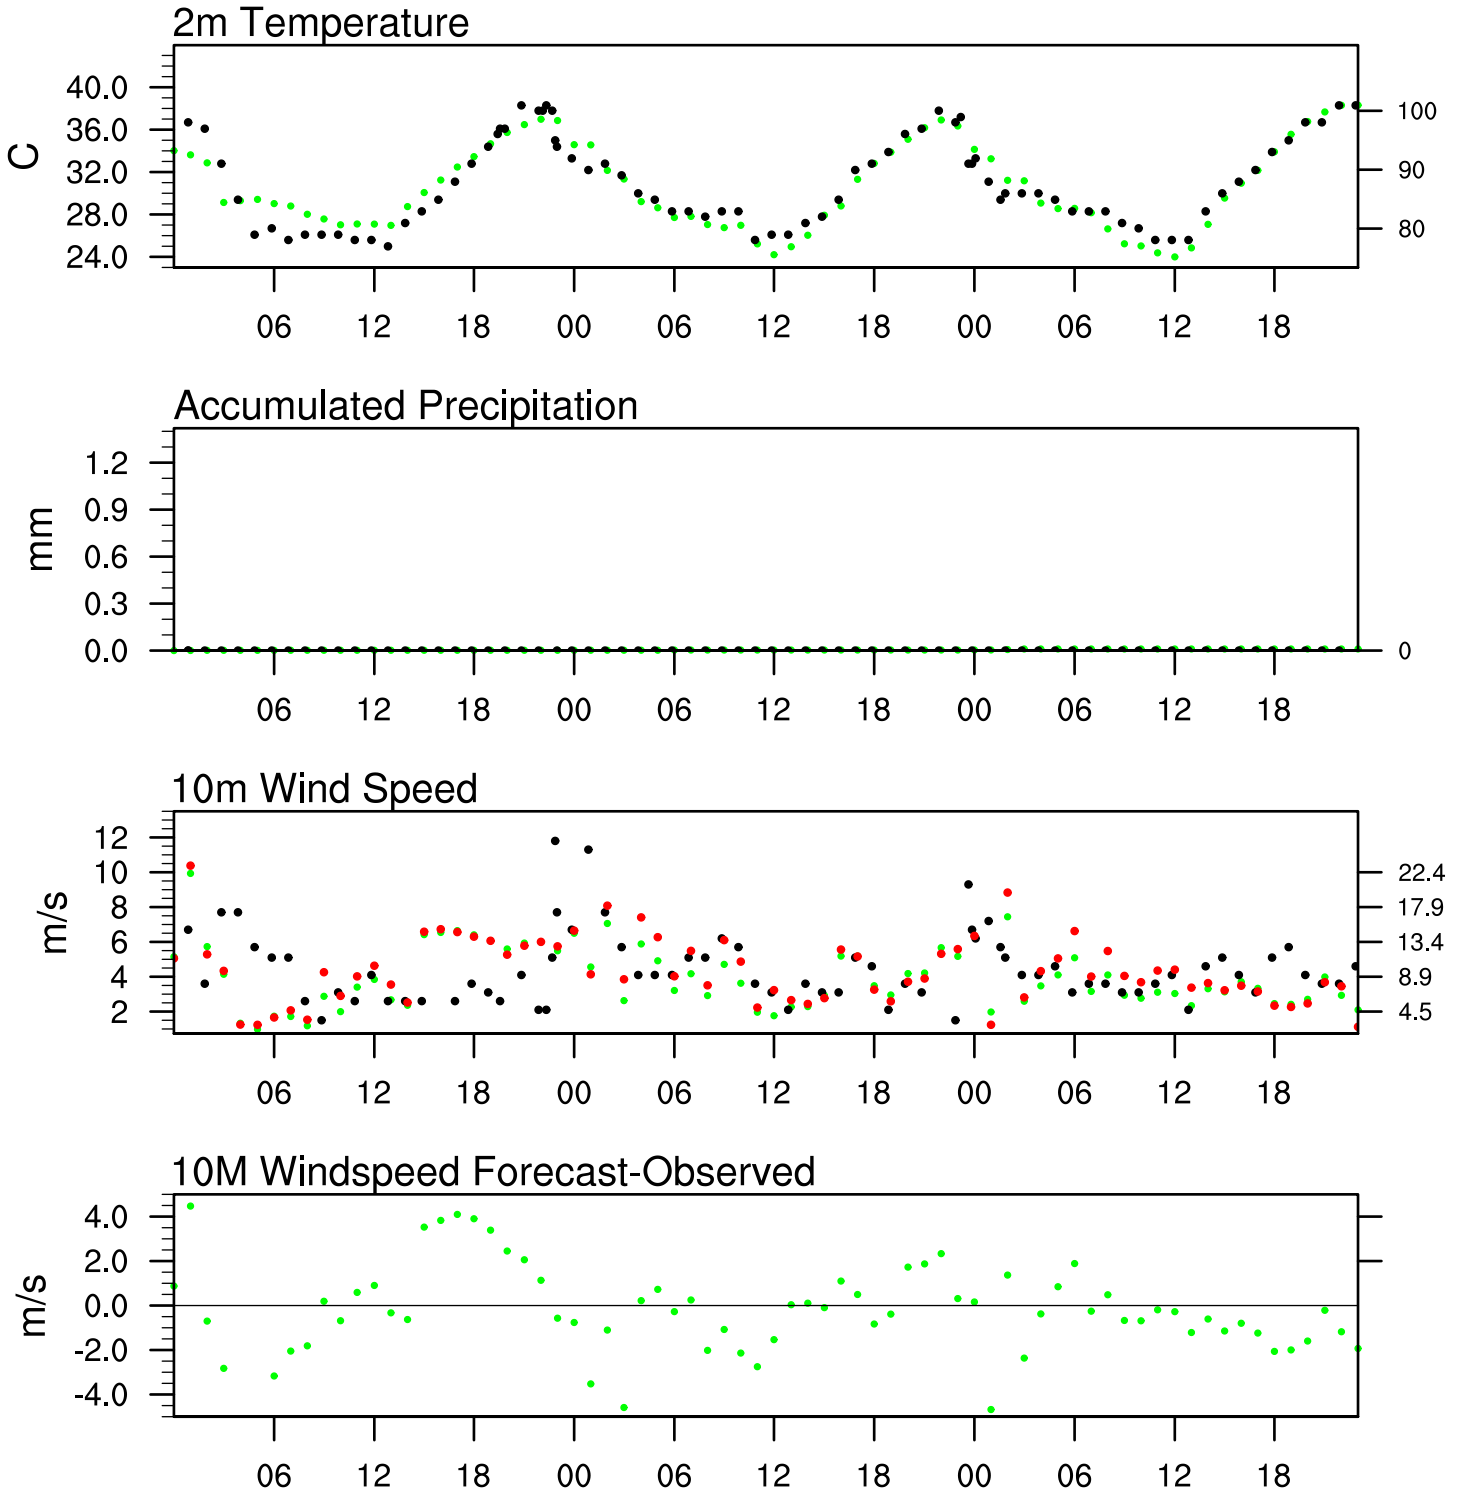 2m Temperature
40.0
36.0
32.0
28.0
24.0
C
100
90
80
06 12 18 00 06 12 18 00 06 12 18
Accumulated Precipitation
1.2
0.9
0.6
0.3
0.0
mm
0
06 12 18 00 06 12 18 00 06 12 18
10m Wind Speed
12
10
8
6
4
2
m/s
22.4
17.9
13.4
8.9
4.5
06 12 18 00 06 12 18 00 06 12 18
10M Windspeed Forecast-Observed
4.0
2.0
0.0
-2.0
-4.0
m/s
06 12 18 00 06 12 18 00 06 12 18